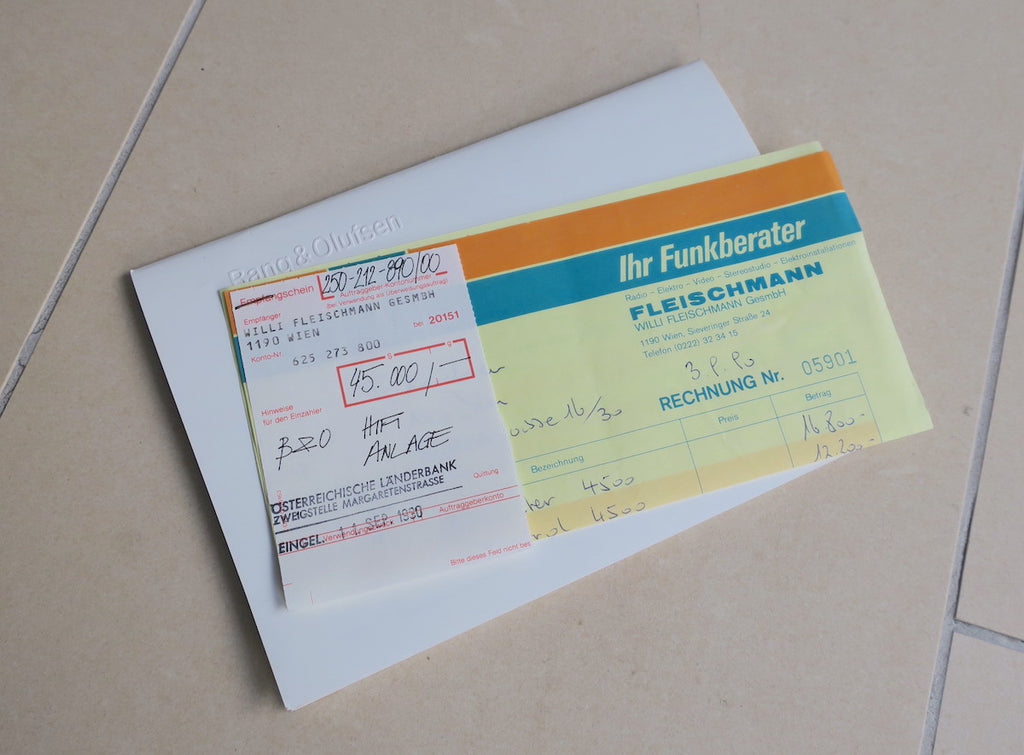 Bang & Olufsen
Empfangschein
250-212-890/00
Auftraggeber-Kontonummer
bei Verwendung als Überweisungsauftrag
Empfänger
WILLI FLEISCHMANN GESMBH
1190 WIEN
bei 20151
Konto-Nr. 625 273 800
S
g
45.000/,-
Hinweise
für den Einzahler
B&O HIFI
ANLAGE
ÖSTERREICHISCHE LÄNDERBANK
ZWEIGSTELLE MARGARETENSTRASSE
Quittung
Auftraggeberkonto
Verwendung
EINGEL. 11. SEP. 1990
Bitte dieses Feld nicht
Ihr Funkberater
Radio – Elektro – Video – Stereostudio – Elektroinstallationen
FLEISCHMANN
WILLI FLEISCHMANN GesmbH
1190 Wien, Sieveringer Straße 24
Telefon (0222) 32 34 15
RECHNUNG Nr. 05901
16/30
Bezeichnung Preis Betrag
4500 16.800-
4500 12.200.-